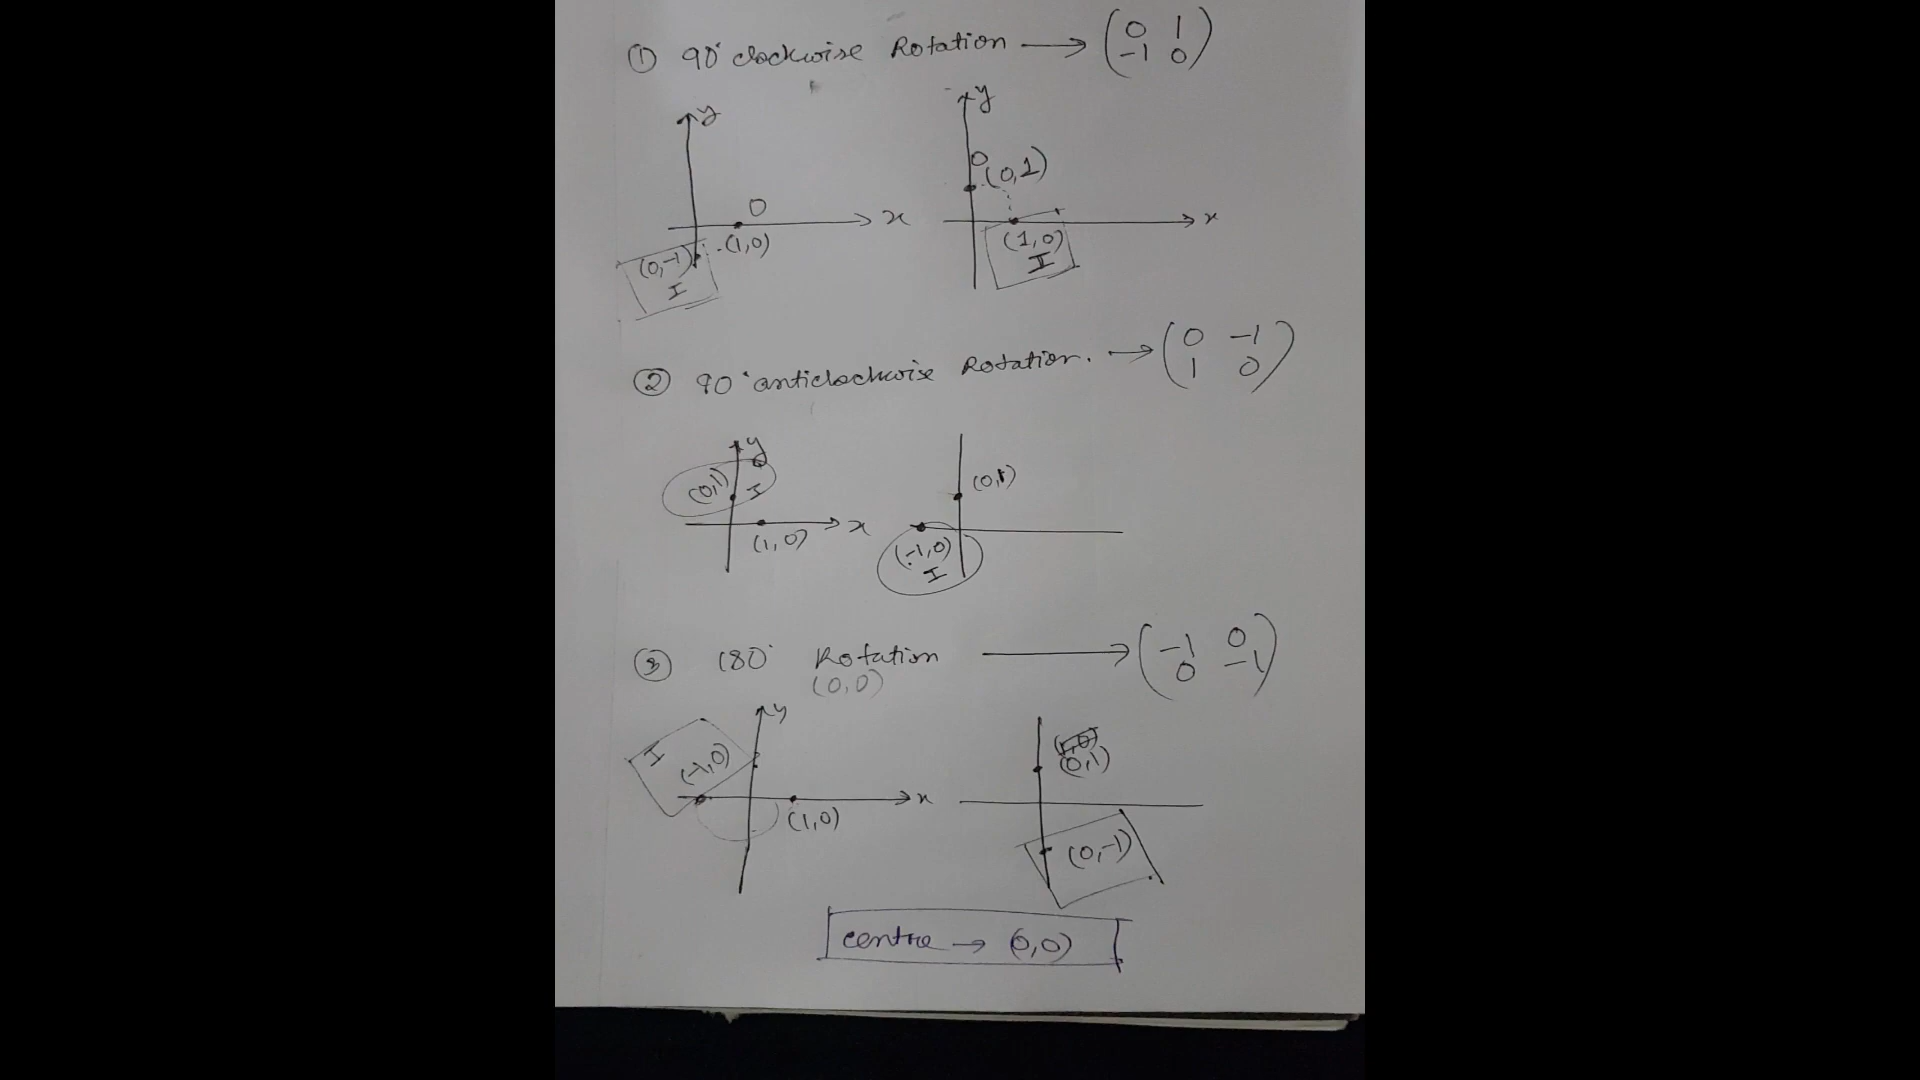 ① 90° clockwise Rotation → (0 1
-1 0)
y
y
O
(0,1)
O
x
x
(1,0)
(1,0)
I
(0,-1)
I
② 90° anticlockwise Rotation. → (0 -1
1 0)
y
(0,1)
I
(0,1)
x
(1,0)
(-1,0)
I
③ 180° Rotation → (-1 0
0 -1)
(0,0)
y
I
(-1,0)
(0,1)
x
(1,0)
(0,-1)
centre → (0,0)